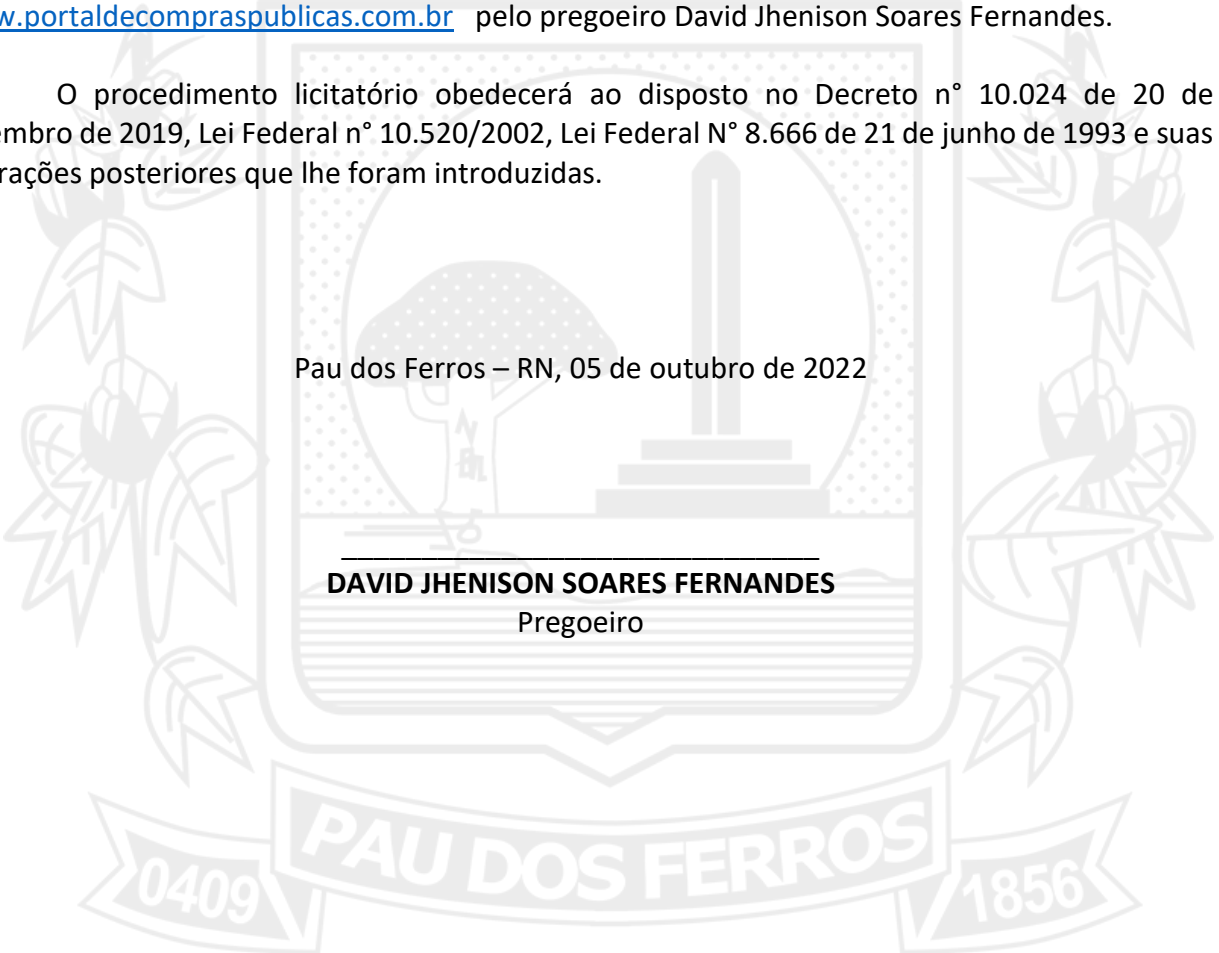 w.portaldecompraspublicas.com.br pelo pregoeiro David Jhenison Soares Fernandes.
O procedimento licitatório obedecerá ao disposto no Decreto n° 10.024 de 20 de
embro de 2019, Lei Federal n° 10.520/2002, Lei Federal N° 8.666 de 21 de junho de 1993 e suas
rações posteriores que lhe foram introduzidas.
Pau dos Ferros – RN, 05 de outubro de 2022
______________________________
DAVID JHENISON SOARES FERNANDES
Pregoeiro
PAU DOS FERROS
0409
1856